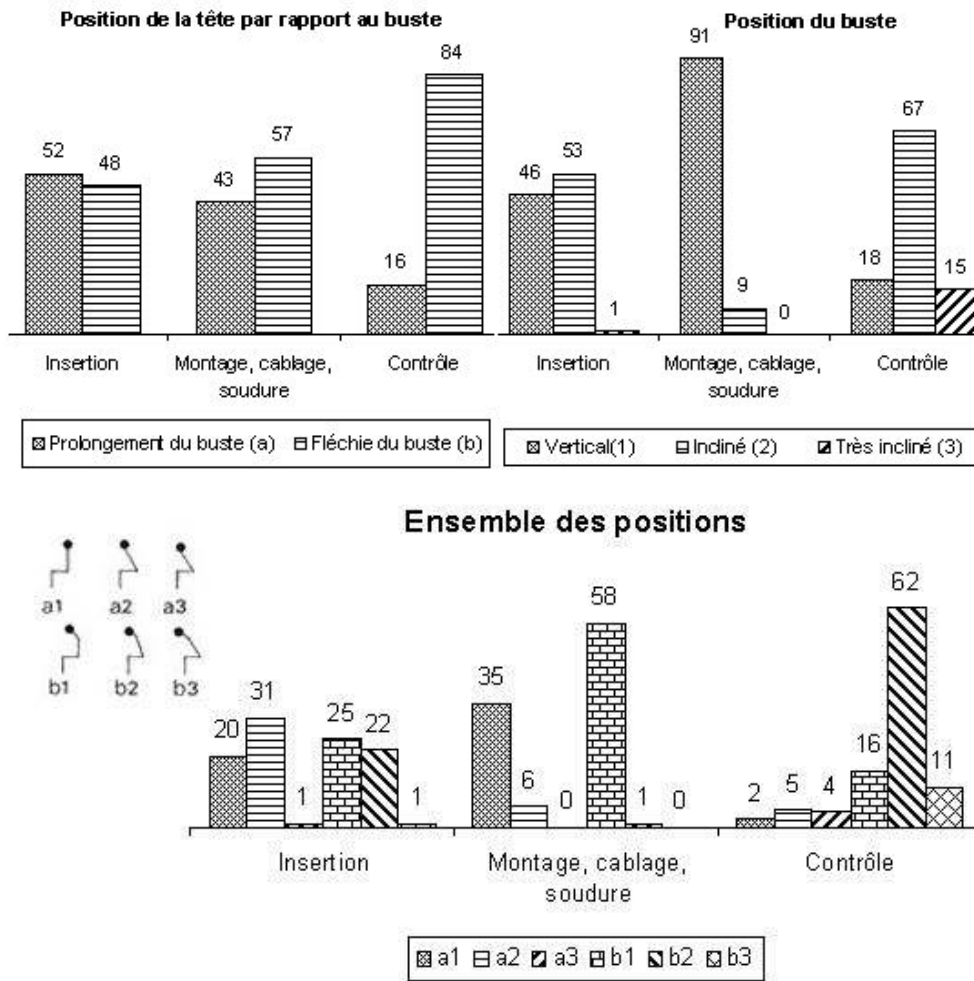 Position de la tête par rapport au buste
84
52
48
43
57
16
Insertion
Montage, cablage,
soudure
Contrôle
Prolongement du buste (a) Fléchie du buste (b)
Position du buste
91
46
53
1
9
0
18
67
15
Insertion
Montage, cablage,
soudure
Contrôle
Vertical(1) Incliné (2) Très incliné (3)
Ensemble des positions
a1 a2 a3
b1 b2 b3
20 31 1 25 22 1
35 6 0 58 1 0
2 5 4 16 62 11
Insertion
Montage, cablage,
soudure
Contrôle
a1 a2 a3 b1 b2 b3